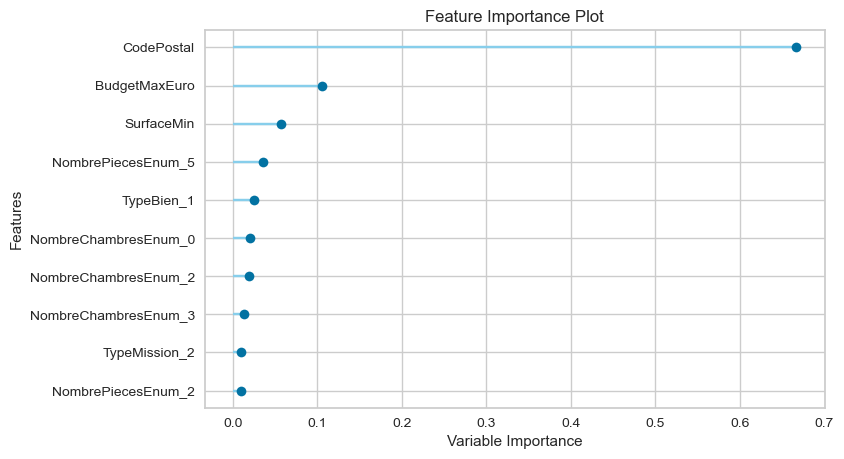 Feature Importance Plot
CodePostal
BudgetMaxEuro
SurfaceMin
NombrePiecesEnum_5
TypeBien_1
NombreChambresEnum_0
NombreChambresEnum_2
NombreChambresEnum_3
TypeMission_2
NombrePiecesEnum_2
Features
0.0 0.1 0.2 0.3 0.4 0.5 0.6 0.7
Variable Importance